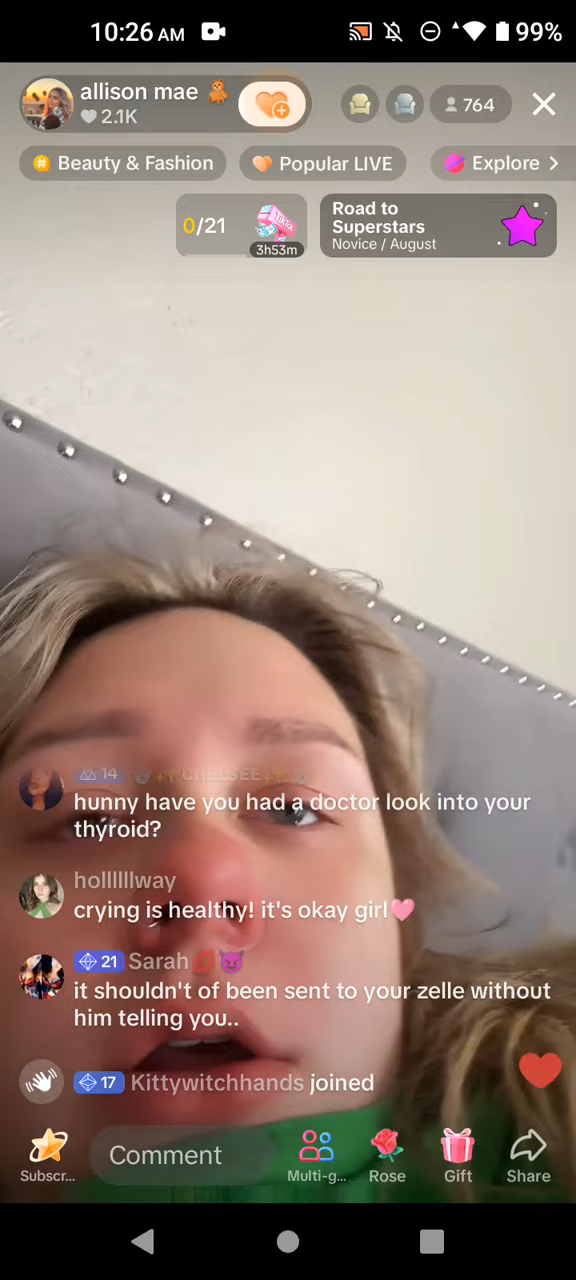 10:26 AM
99%
allison mae 🧸
2.1K
764
Beauty & Fashion
Popular LIVE
Explore >
0/21
TikTok
3h53m
Road to
Superstars
Novice / August
14 CHELSEE
hunny have you had a doctor look into your
thyroid?
hollllllway
crying is healthy! it's okay girl🩷
21 Sarah💋😈
it shouldn't of been sent to your zelle without
him telling you..
17 Kittywitchhands joined
Subscr...
Comment
Multi-g...
Rose
Gift
Share